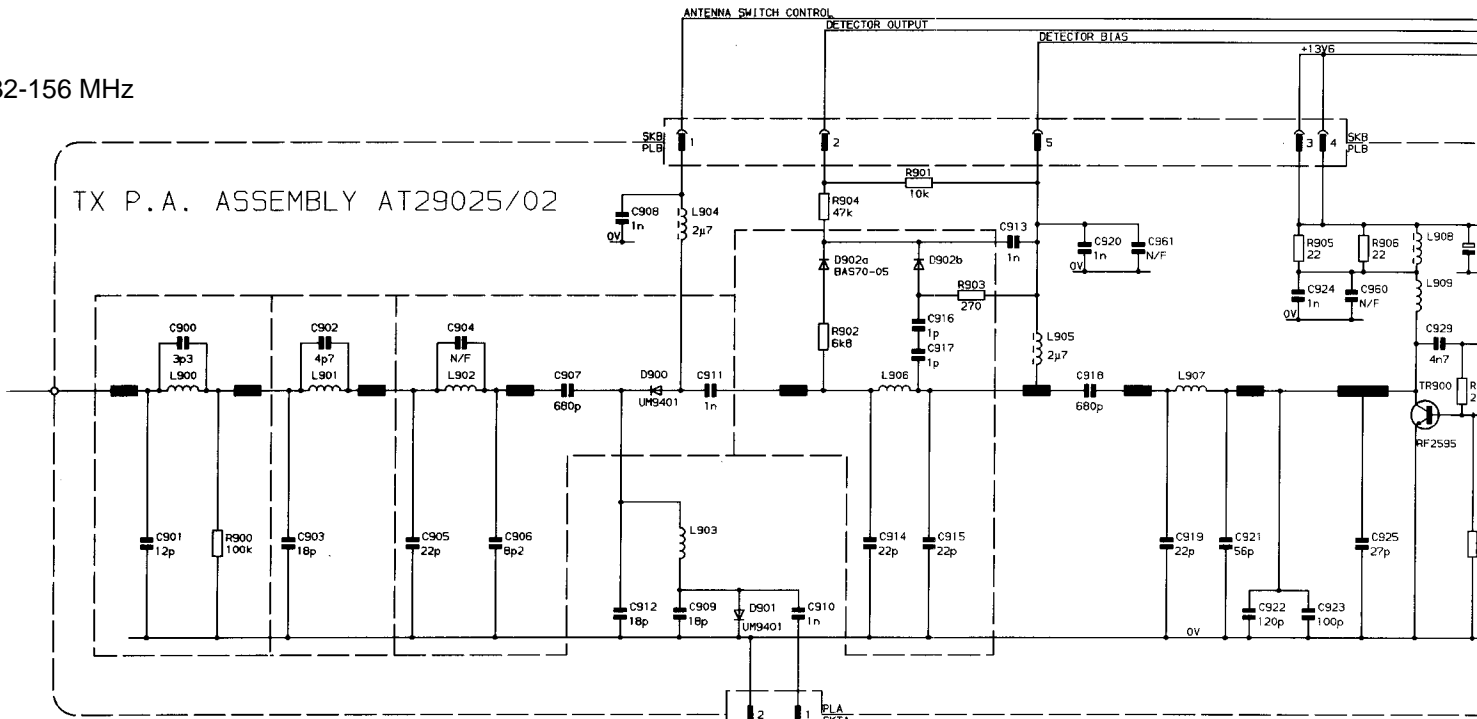 ANTENNA SWITCH CONTROL
DETECTOR OUTPUT
DETECTOR BIAS
+13V6
32-156 MHz
SKB
PLB
1
2
5
3
4
SKB
PLB
TX P.A. ASSEMBLY AT29025/02
R901
10k
R904
47k
C908
1n
0V
L904
2µ7
C913
1n
C920
1n
C961
N/F
0V
R905
22
R906
22
L908
D902a
BAS70-05
D902b
R903
270
C924
1n
C960
N/F
0V
L909
C916
1p
C917
1p
R902
6k8
L905
2µ7
C929
4n7
C900
3p3
L900
C902
4p7
L901
C904
N/F
L902
C907
680p
D900
UM9401
C911
1n
L906
C918
680p
L907
TR900
R
2
RF2595
C901
12p
R900
100k
C903
18p
C905
22p
C906
8p2
L903
C914
22p
C915
22p
C919
22p
C921
56p
C925
27p
C912
18p
C909
18p
D901
UM9401
C910
1n
C922
120p
C923
100p
0V
2
1
PLA
SKTA